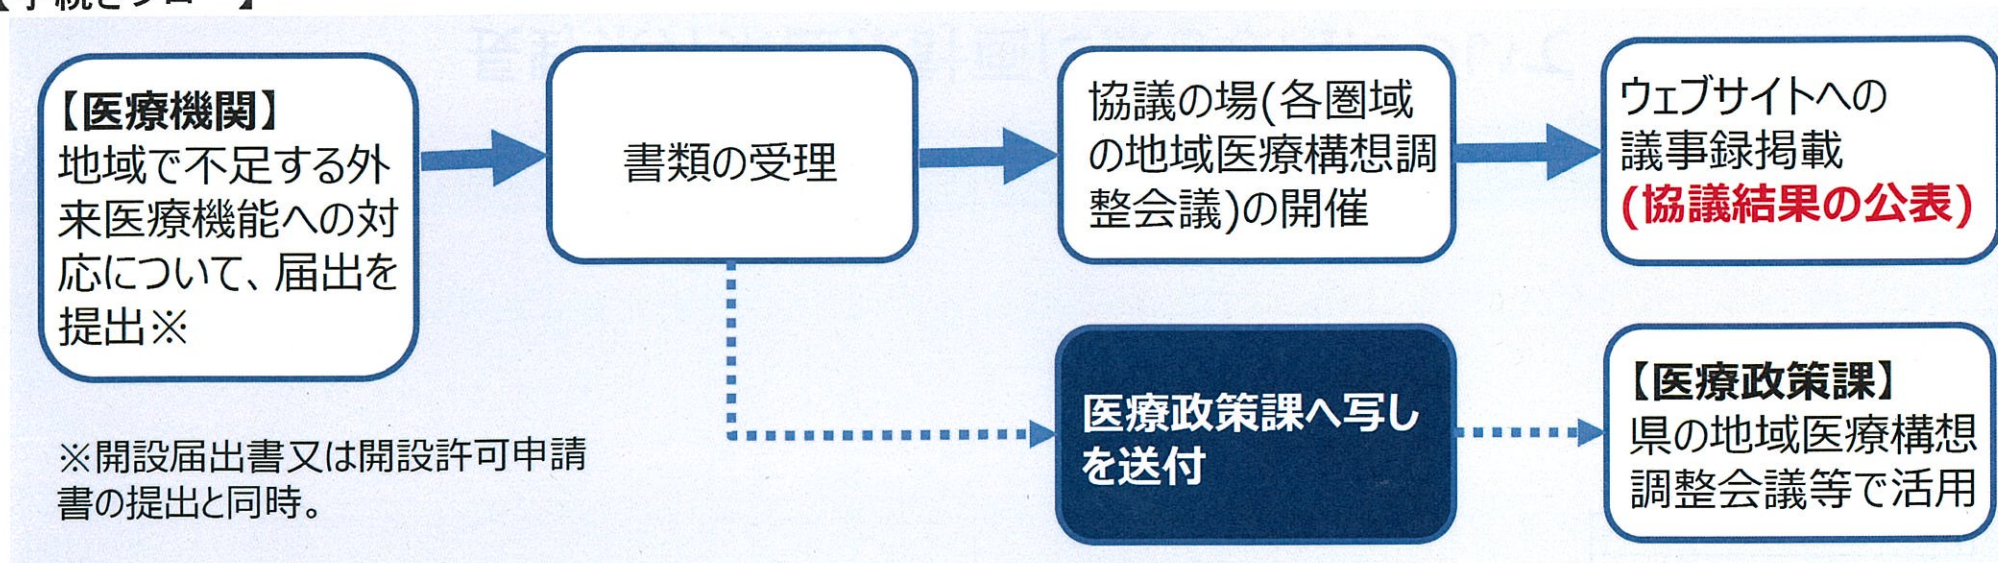 【手続きフロー】
【医療機関】
地域で不足する外
来医療機能への対
応について、届出を
提出※
書類の受理
協議の場(各圏域
の地域医療構想調
整会議)の開催
ウェブサイトへの
議事録掲載
(協議結果の公表)
医療政策課へ写し
を送付
【医療政策課】
県の地域医療構想
調整会議等で活用
※開設届出書又は開設許可申請
書の提出と同時。